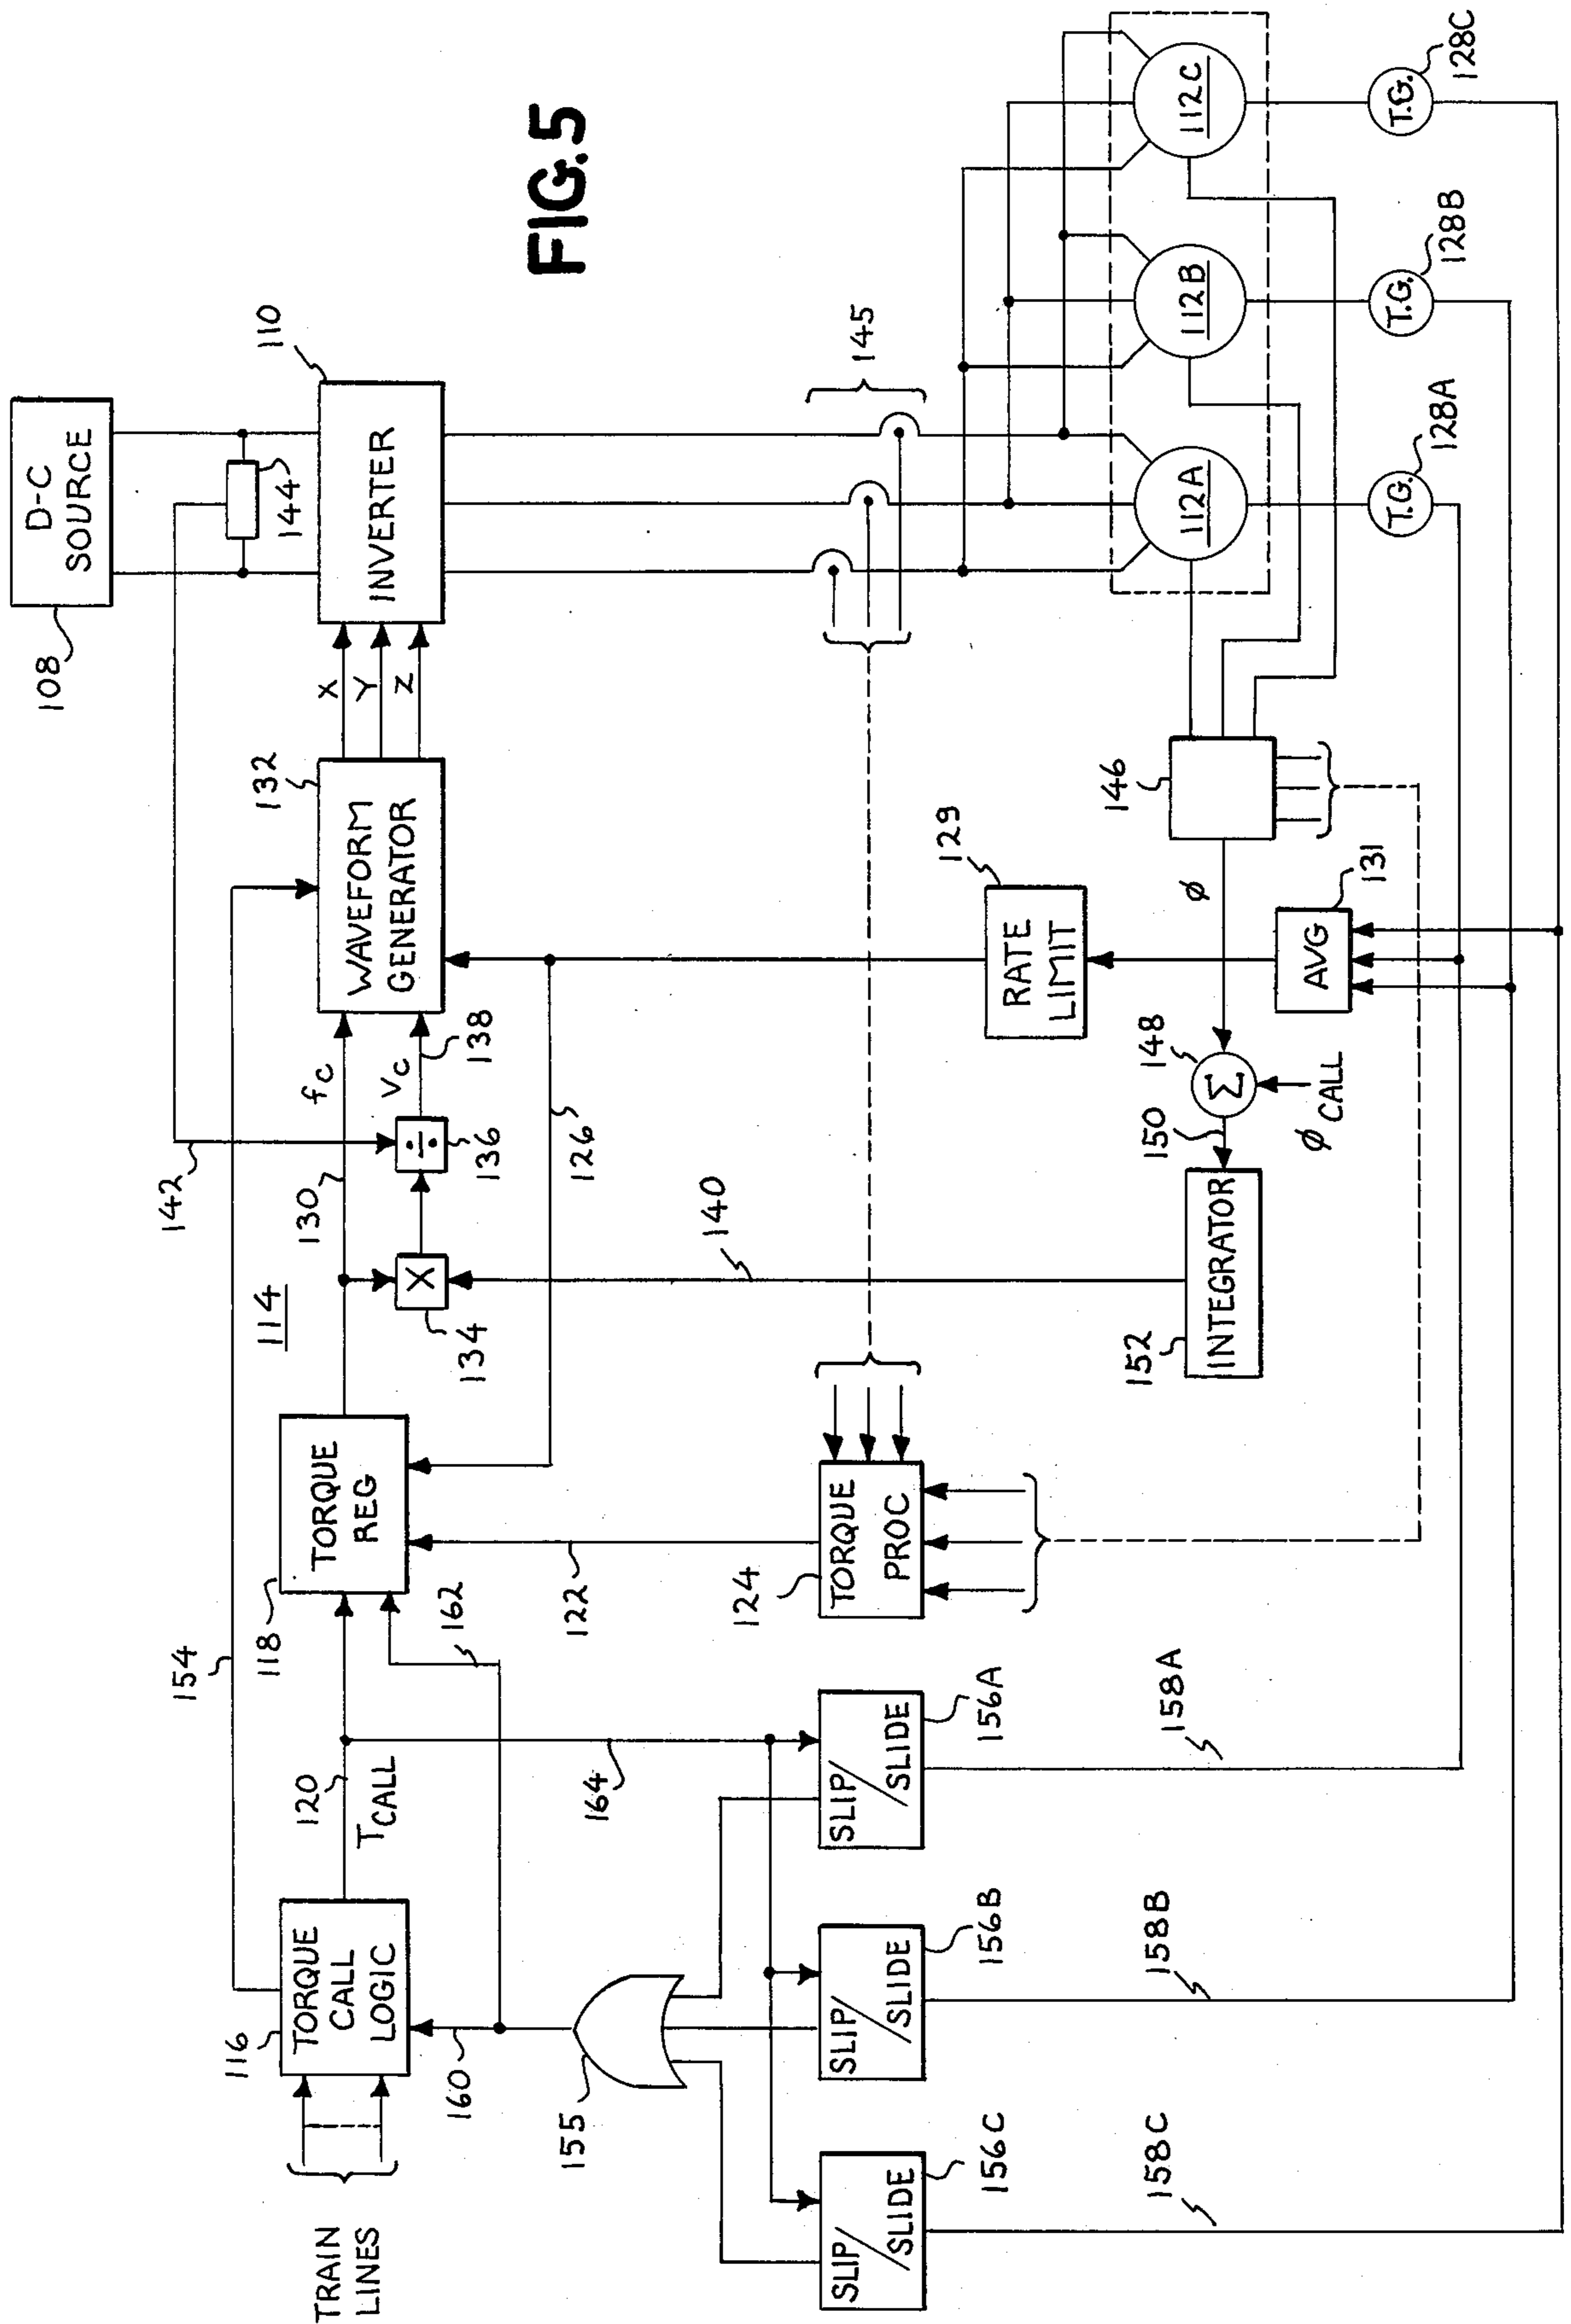 FIG.5
D-C
SOURCE
108
144
110
INVERTER
X
Y
Z
132
WAVEFORM
GENERATOR
142
130
fc
Vc
138
÷
136
126
114
X
134
140
145
118
TORQUE
REG
154
162
122
124
TORQUE
PROC
120
TCALL
164
116
TORQUE
CALL
LOGIC
TRAIN
LINES
160
155
SLIP/SLIDE
156A
158A
SLIP/SLIDE
156B
158B
SLIP/SLIDE
156C
158C
129
RATE
LIMIT
146
ϕ
148
Σ
150
ϕCALL
152
INTEGRATOR
AVG
131
112A
112B
112C
T.G.
128A
T.G.
128B
T.G.
128C